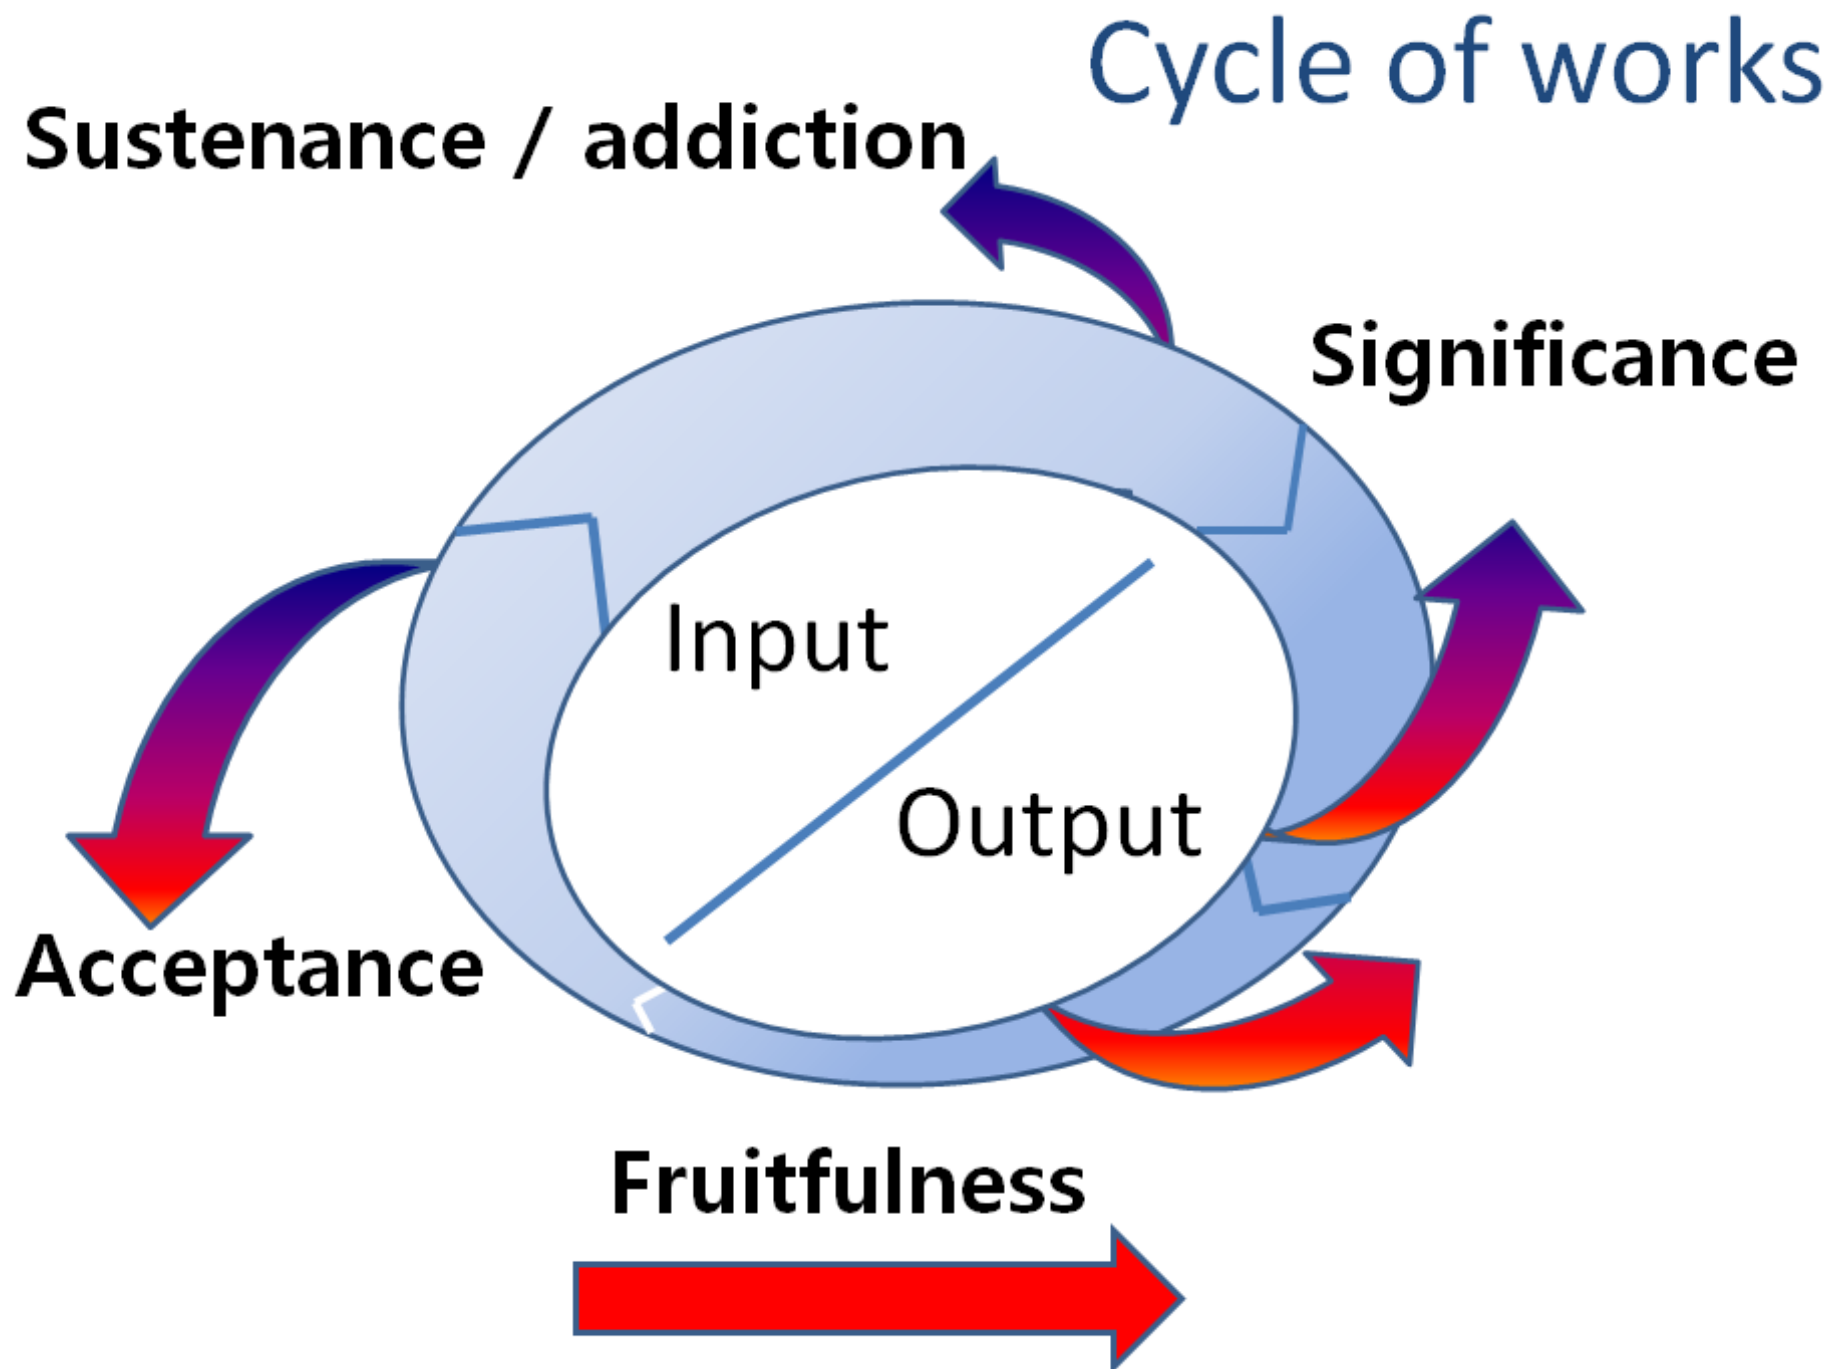 Cycle of works
Sustenance / addiction
Significance
Input
Output
Acceptance
Fruitfulness